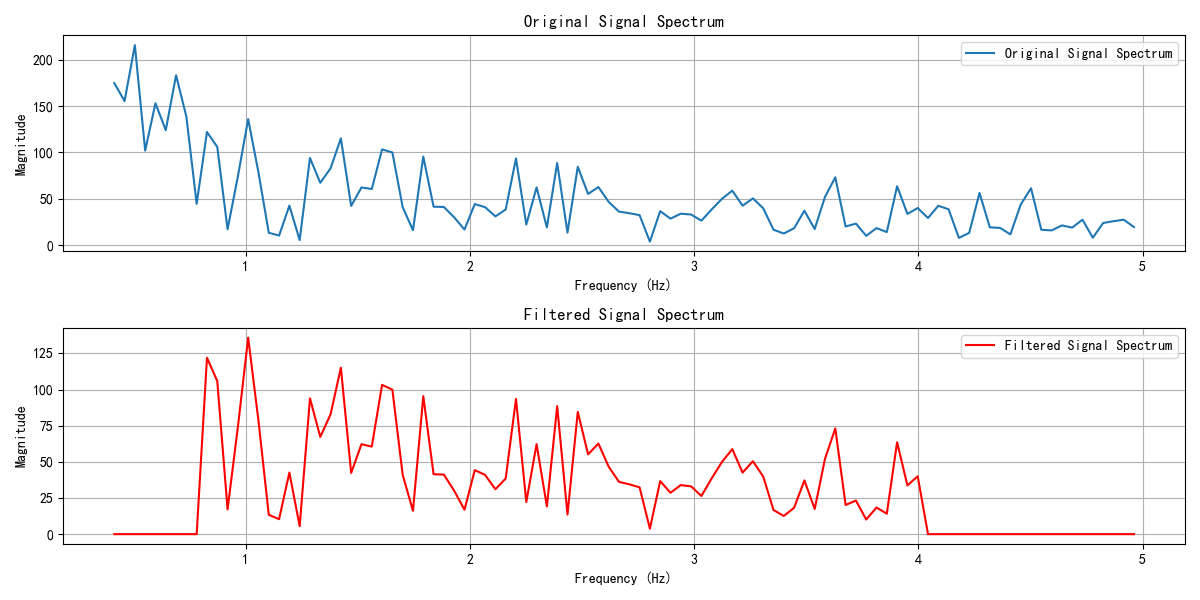 Original Signal Spectrum
Original Signal Spectrum
200
150
100
50
0
Magnitude
1
2
3
4
5
Frequency (Hz)
Filtered Signal Spectrum
Filtered Signal Spectrum
125
100
75
50
25
0
Magnitude
1
2
3
4
5
Frequency (Hz)